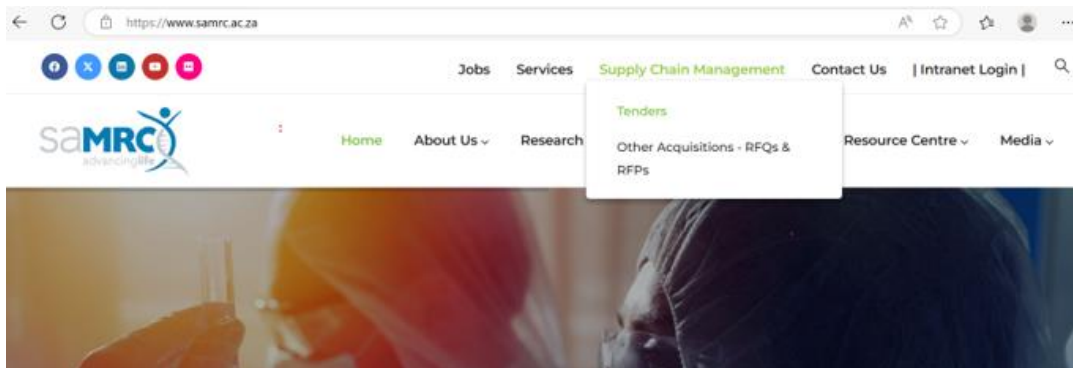 https://www.samrc.ac.za
Jobs Services Supply Chain Management Contact Us | Intranet Login |
Tenders
saMRC
advancinglife
Home About Us Research Resource Centre Media
Other Acquisitions - RFQs &
RFPs